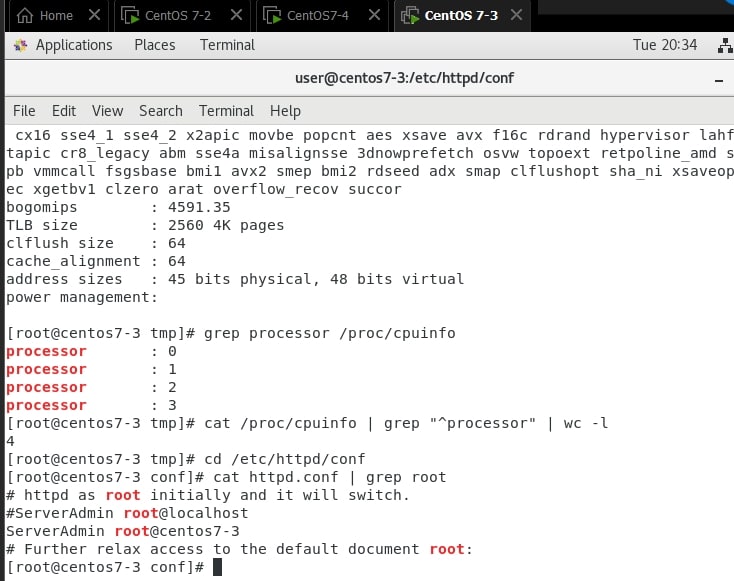 Home
CentOS 7-2
CentOS7-4
CentOS 7-3
Applications Places Terminal Tue 20:34
user@centos7-3:/etc/httpd/conf
File Edit View Search Terminal Help
cx16 sse4_1 sse4_2 x2apic movbe popcnt aes xsave avx f16c rdrand hypervisor lahf
tapic cr8_legacy abm sse4a misalignsse 3dnowprefetch osvw topoext retpoline_amd s
pb vmmcall fsgsbase bmi1 avx2 smep bmi2 rdseed adx smap clflushopt sha_ni xsaveop
ec xgetbv1 clzero arat overflow_recov succor
bogomips : 4591.35
TLB size : 2560 4K pages
clflush size : 64
cache_alignment : 64
address sizes : 45 bits physical, 48 bits virtual
power management:
[root@centos7-3 tmp]# grep processor /proc/cpuinfo
processor : 0
processor : 1
processor : 2
processor : 3
[root@centos7-3 tmp]# cat /proc/cpuinfo | grep "^processor" | wc -l
4
[root@centos7-3 tmp]# cd /etc/httpd/conf
[root@centos7-3 conf]# cat httpd.conf | grep root
# httpd as root initially and it will switch.
#ServerAdmin root@localhost
ServerAdmin root@centos7-3
# Further relax access to the default document root:
[root@centos7-3 conf]#